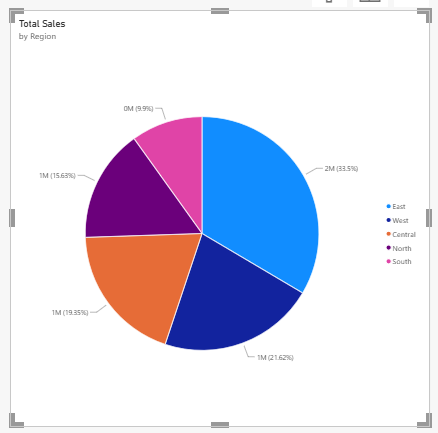 Total Sales
by Region
0M (9.9%)
2M (33.5%)
1M (15.63%)
East
West
Central
North
South
1M (19.35%)
1M (21.62%)